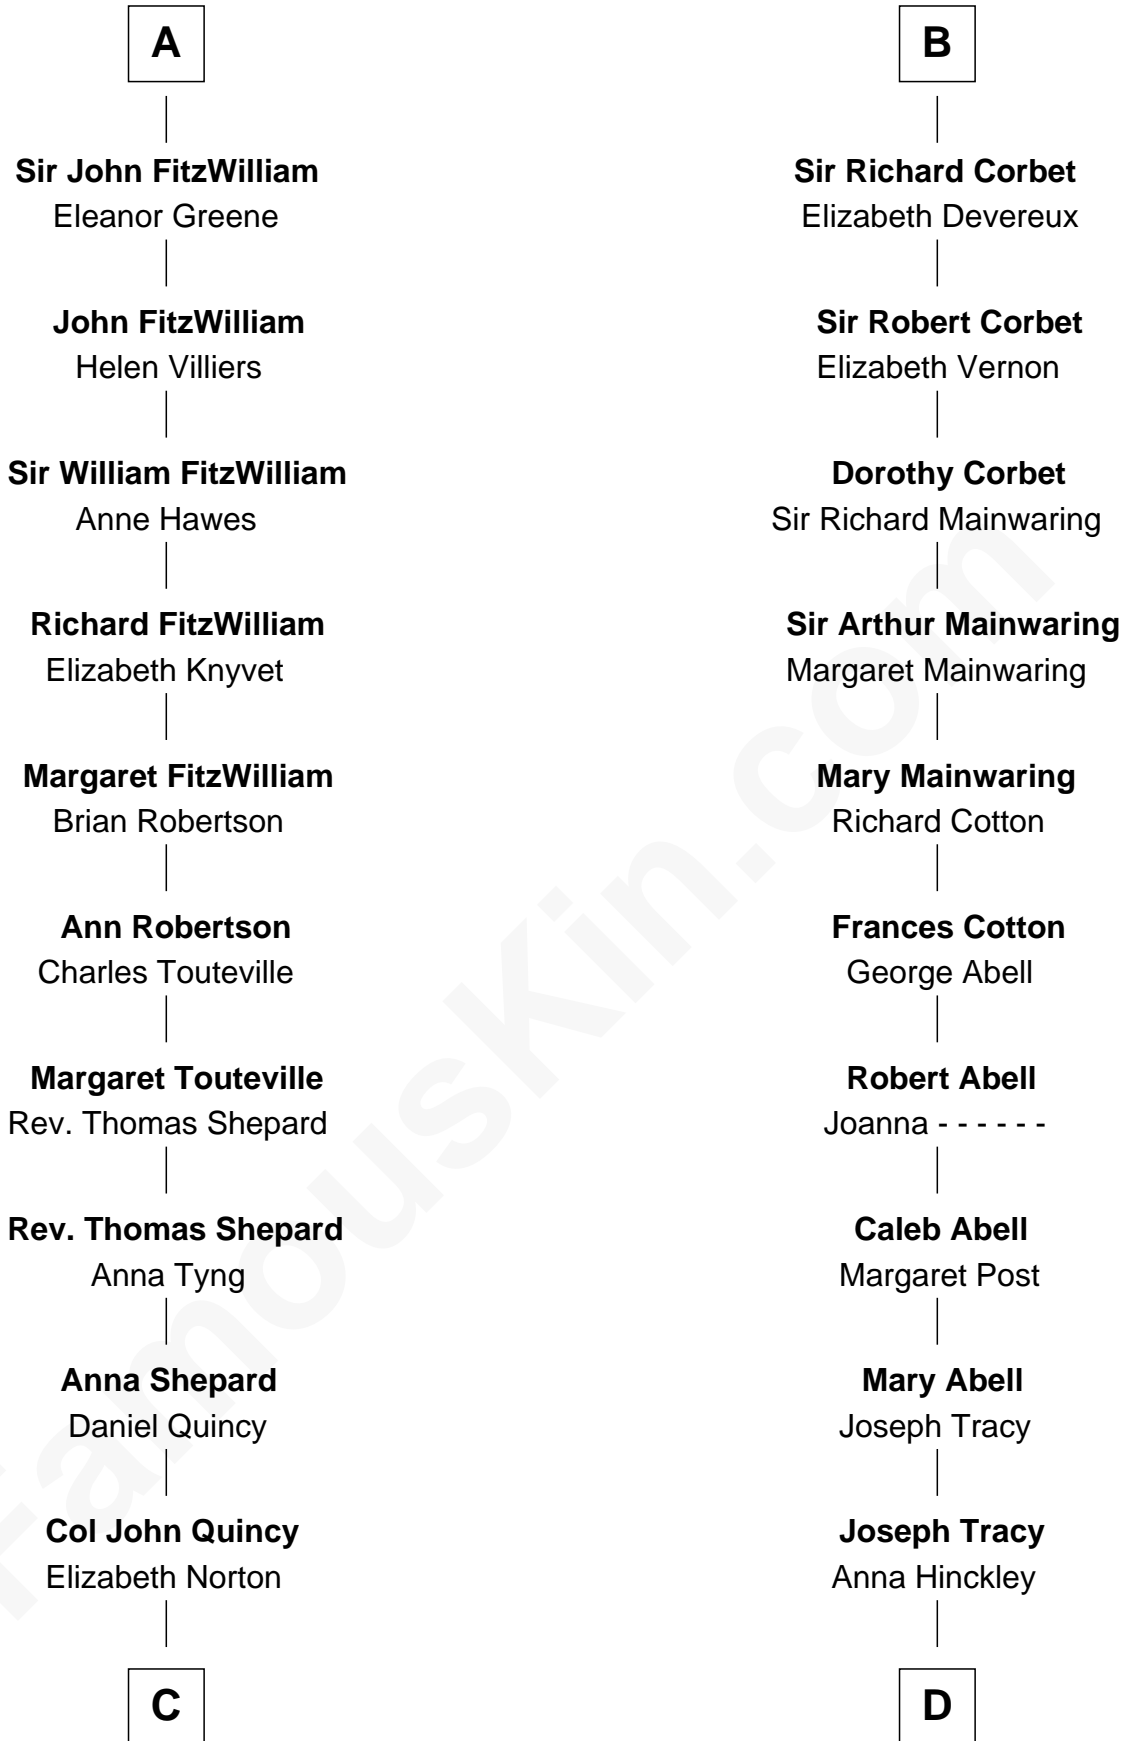 A
Sir John FitzWilliam
Eleanor Greene
John FitzWilliam
Helen Villiers
Sir William FitzWilliam
Anne Hawes
Richard FitzWilliam
Elizabeth Knyvet
Margaret FitzWilliam
Brian Robertson
Ann Robertson
Charles Touteville
Margaret Touteville
Rev. Thomas Shepard
Rev. Thomas Shepard
Anna Tyng
Anna Shepard
Daniel Quincy
Col John Quincy
Elizabeth Norton
C
B
Sir Richard Corbet
Elizabeth Devereux
Sir Robert Corbet
Elizabeth Vernon
Dorothy Corbet
Sir Richard Mainwaring
Sir Arthur Mainwaring
Margaret Mainwaring
Mary Mainwaring
Richard Cotton
Frances Cotton
George Abell
Robert Abell
Joanna - - - - - -
Caleb Abell
Margaret Post
Mary Abell
Joseph Tracy
Joseph Tracy
Anna Hinckley
D
FamousKin.com